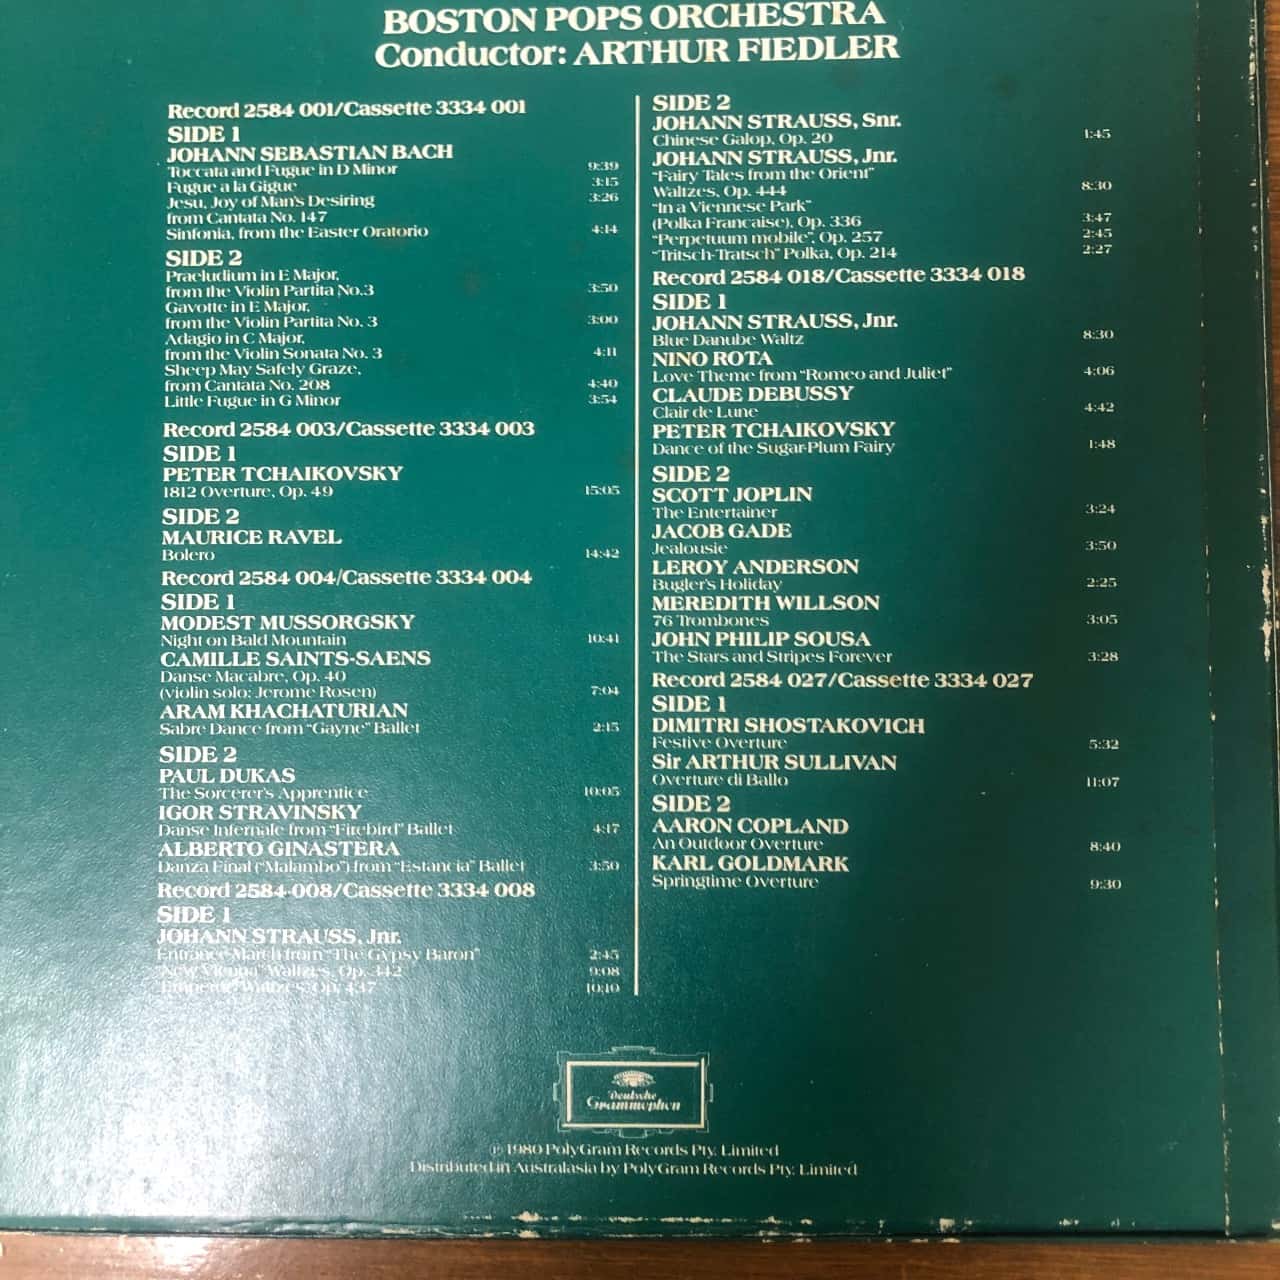 BOSTON POPS ORCHESTRA
Conductor: ARTHUR FIEDLER
Record 2584 001/Cassette 3334 001
SIDE 1
JOHANN SEBASTIAN BACH
Toccata and Fugue in D Minor 9:39
Fugue a la Gigue 3:15
Jesu, Joy of Man's Desiring 3:26
from Cantata No. 147
Sinfonia, from the Easter Oratorio 4:14
SIDE 2
Praeludium in E Major,
from the Violin Partita No.3 3:50
Gavotte in E Major,
from the Violin Partita No. 3 3:00
Adagio in C Major,
from the Violin Sonata No. 3 4:11
Sheep May Safely Graze,
from Cantata No. 208 4:40
Little Fugue in G Minor 3:54
Record 2584 003/Cassette 3334 003
SIDE 1
PETER TCHAIKOVSKY
1812 Overture, Op. 49 15:05
SIDE 2
MAURICE RAVEL
Bolero 14:42
Record 2584 004/Cassette 3334 004
SIDE 1
MODEST MUSSORGSKY
Night on Bald Mountain 10:41
CAMILLE SAINTS-SAENS
Danse Macabre, Op. 40
(violin solo: Jerome Rosen) 7:04
ARAM KHACHATURIAN
Sabre Dance from "Gayne" Ballet 2:15
SIDE 2
PAUL DUKAS
The Sorcerer's Apprentice 10:05
IGOR STRAVINSKY
Danse Infernale from "Firebird" Ballet 4:17
ALBERTO GINASTERA
Danza Final ("Malambo") from "Estancia" Ballet 3:50
Record 2584 008/Cassette 3334 008
SIDE 1
JOHANN STRAUSS, Jnr.
Entrance March from "The Gypsy Baron" 2:45
"New Vienna" Waltzes, Op. 342 9:08
Emperor Waltzes, Op. 437 10:10
SIDE 2
JOHANN STRAUSS, Snr.
Chinese Galop, Op. 20 1:45
JOHANN STRAUSS, Jnr.
"Fairy Tales from the Orient"
Waltzes, Op. 444 8:30
"In a Viennese Park"
(Polka Francaise), Op. 336 3:47
"Perpetuum mobile", Op. 257 2:45
"Tritsch-Tratsch" Polka, Op. 214 2:27
Record 2584 018/Cassette 3334 018
SIDE 1
JOHANN STRAUSS, Jnr.
Blue Danube Waltz 8:30
NINO ROTA
Love Theme from "Romeo and Juliet" 4:06
CLAUDE DEBUSSY
Clair de Lune 4:42
PETER TCHAIKOVSKY
Dance of the Sugar-Plum Fairy 1:48
SIDE 2
SCOTT JOPLIN
The Entertainer 3:24
JACOB GADE
Jealousie 3:50
LEROY ANDERSON
Bugler's Holiday 2:25
MEREDITH WILLSON
76 Trombones 3:05
JOHN PHILIP SOUSA
The Stars and Stripes Forever 3:28
Record 2584 027/Cassette 3334 027
SIDE 1
DIMITRI SHOSTAKOVICH
Festive Overture 5:32
Sir ARTHUR SULLIVAN
Overture di Ballo 11:07
SIDE 2
AARON COPLAND
An Outdoor Overture 8:40
KARL GOLDMARK
Springtime Overture 9:30
Deutsche
Grammophon
℗ 1980 PolyGram Records Pty. Limited
Distributed in Australasia by PolyGram Records Pty. Limited